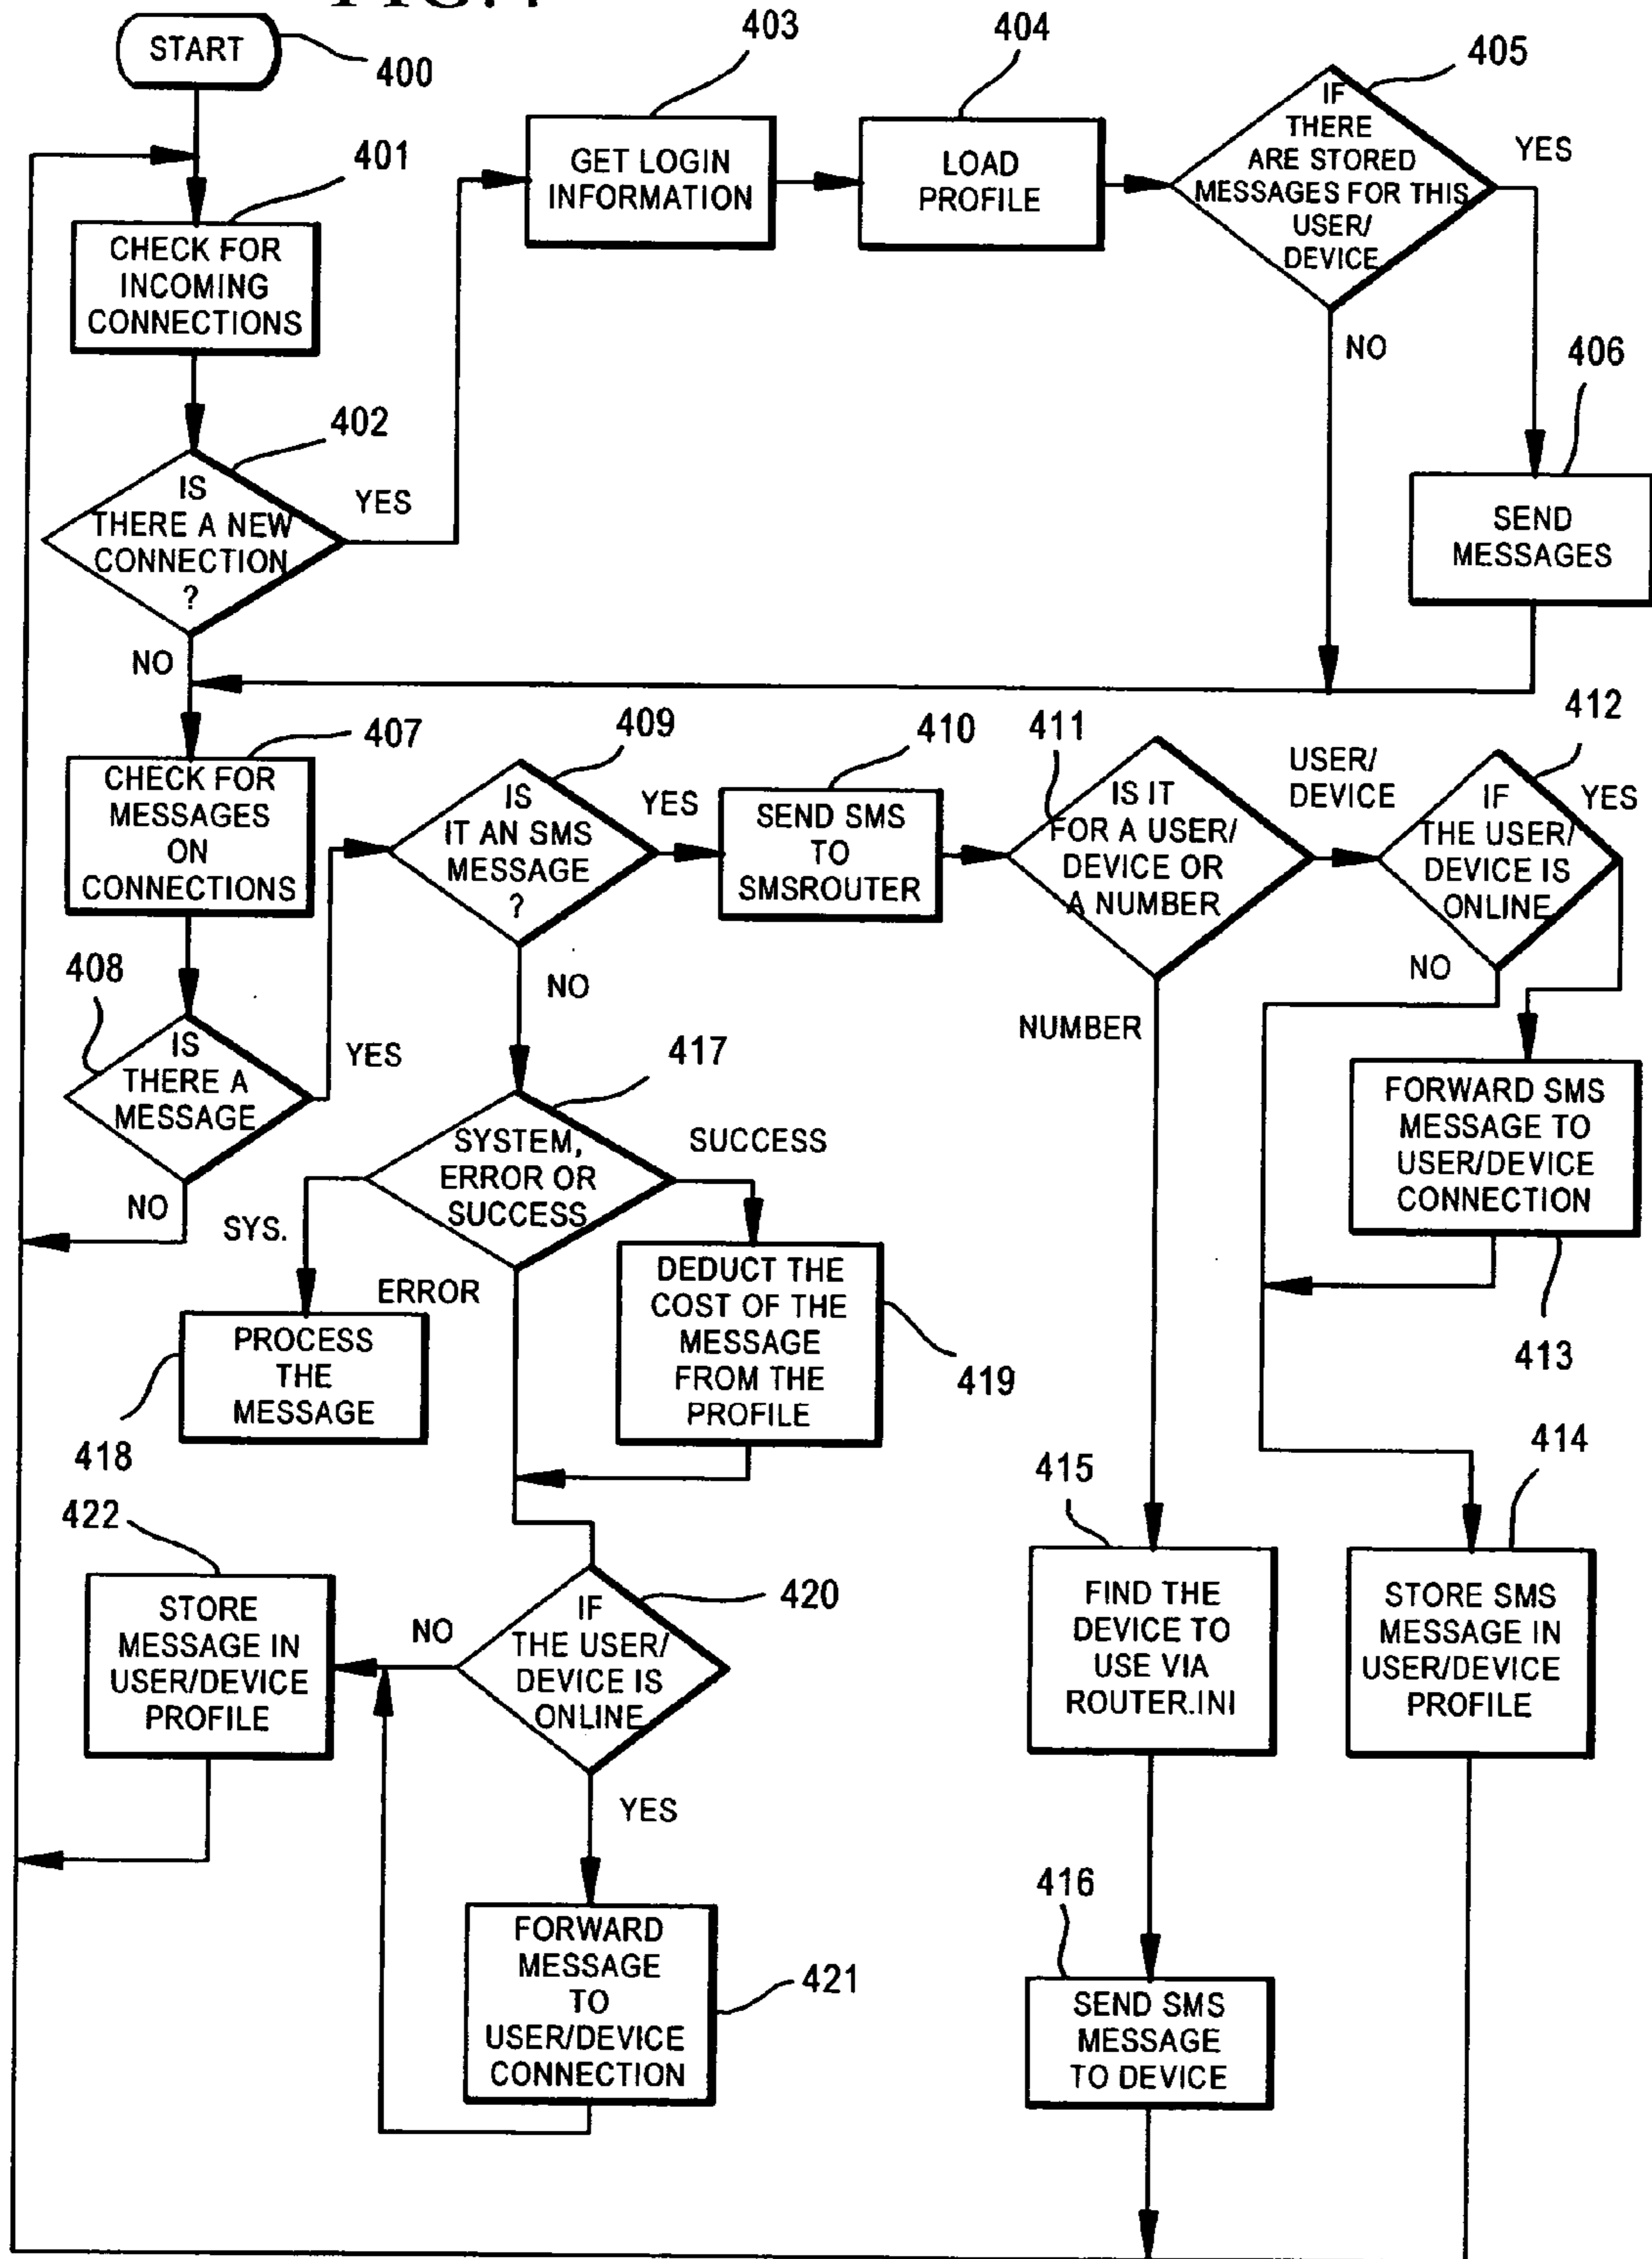 START
400
401
CHECK FOR
INCOMING
CONNECTIONS
402
IS
THERE A NEW
CONNECTION
?
YES
NO
403
GET LOGIN
INFORMATION
404
LOAD
PROFILE
405
IF
THERE
ARE STORED
MESSAGES FOR THIS
USER/
DEVICE
YES
NO
406
SEND
MESSAGES
407
CHECK FOR
MESSAGES
ON
CONNECTIONS
408
IS
THERE A
MESSAGE
YES
NO
409
IS
IT AN SMS
MESSAGE
?
YES
NO
410
SEND SMS
TO
SMSROUTER
411
IS IT
FOR A USER/
DEVICE OR
A NUMBER
USER/
DEVICE
NUMBER
412
IF
THE USER/
DEVICE IS
ONLINE
YES
NO
FORWARD SMS
MESSAGE TO
USER/DEVICE
CONNECTION
413
417
SYSTEM,
ERROR OR
SUCCESS
SUCCESS
SYS.
ERROR
PROCESS
THE
MESSAGE
418
DEDUCT THE
COST OF THE
MESSAGE
FROM THE
PROFILE
419
414
STORE SMS
MESSAGE IN
USER/DEVICE
PROFILE
415
FIND THE
DEVICE TO
USE VIA
ROUTER.INI
416
SEND SMS
MESSAGE
TO DEVICE
420
IF
THE USER/
DEVICE IS
ONLINE
NO
YES
422
STORE
MESSAGE IN
USER/DEVICE
PROFILE
FORWARD
MESSAGE
TO
USER/DEVICE
CONNECTION
421